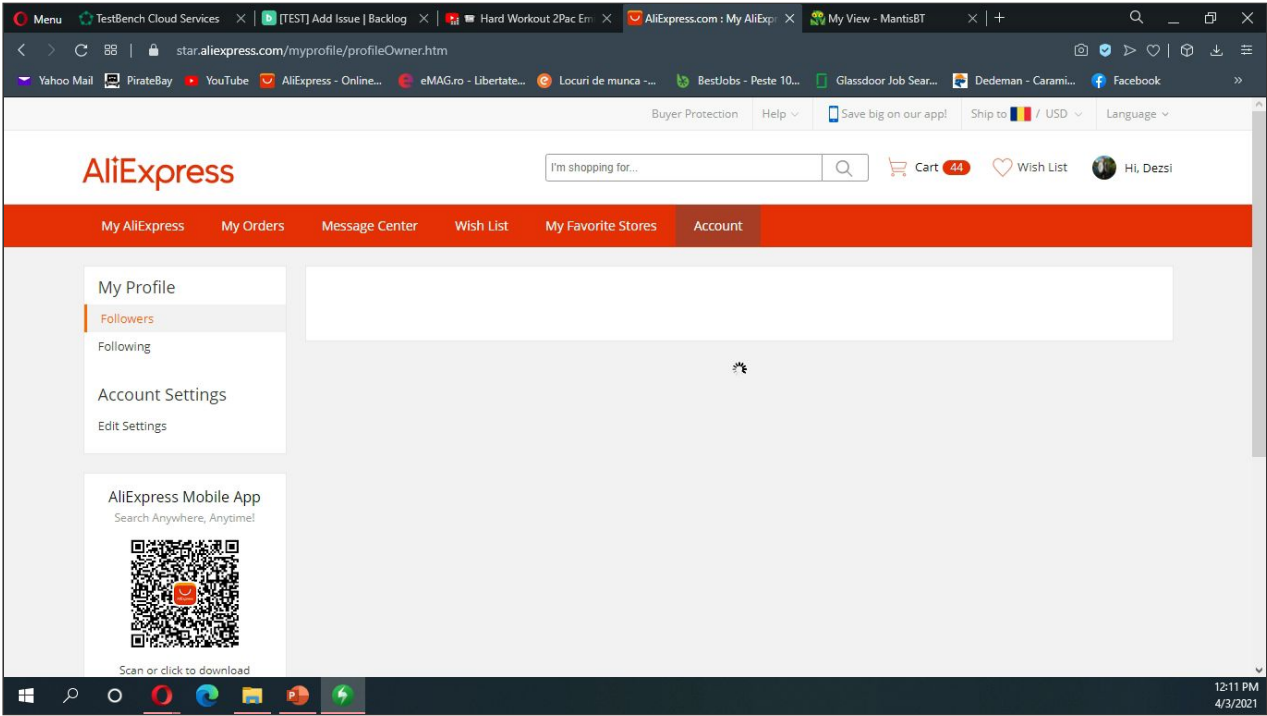 Menu TestBench Cloud Services [TEST] Add Issue | Backlog Hard Workout 2Pac Em AliExpress.com : My AliExpr My View - MantisBT
star.aliexpress.com/myprofile/profileOwner.htm
Yahoo Mail PirateBay YouTube AliExpress - Online... eMAG.ro - Libertate... Locuri de munca -... BestJobs - Peste 10... Glassdoor Job Sear... Dedeman - Carami... Facebook »
Buyer Protection Help Save big on our app! Ship to / USD Language
AliExpress I'm shopping for... Cart 44 Wish List Hi, Dezsi
My AliExpress My Orders Message Center Wish List My Favorite Stores Account
My Profile
Followers
Following
Account Settings
Edit Settings
AliExpress Mobile App
Search Anywhere, Anytime!
Scan or click to download
12:11 PM
4/3/2021